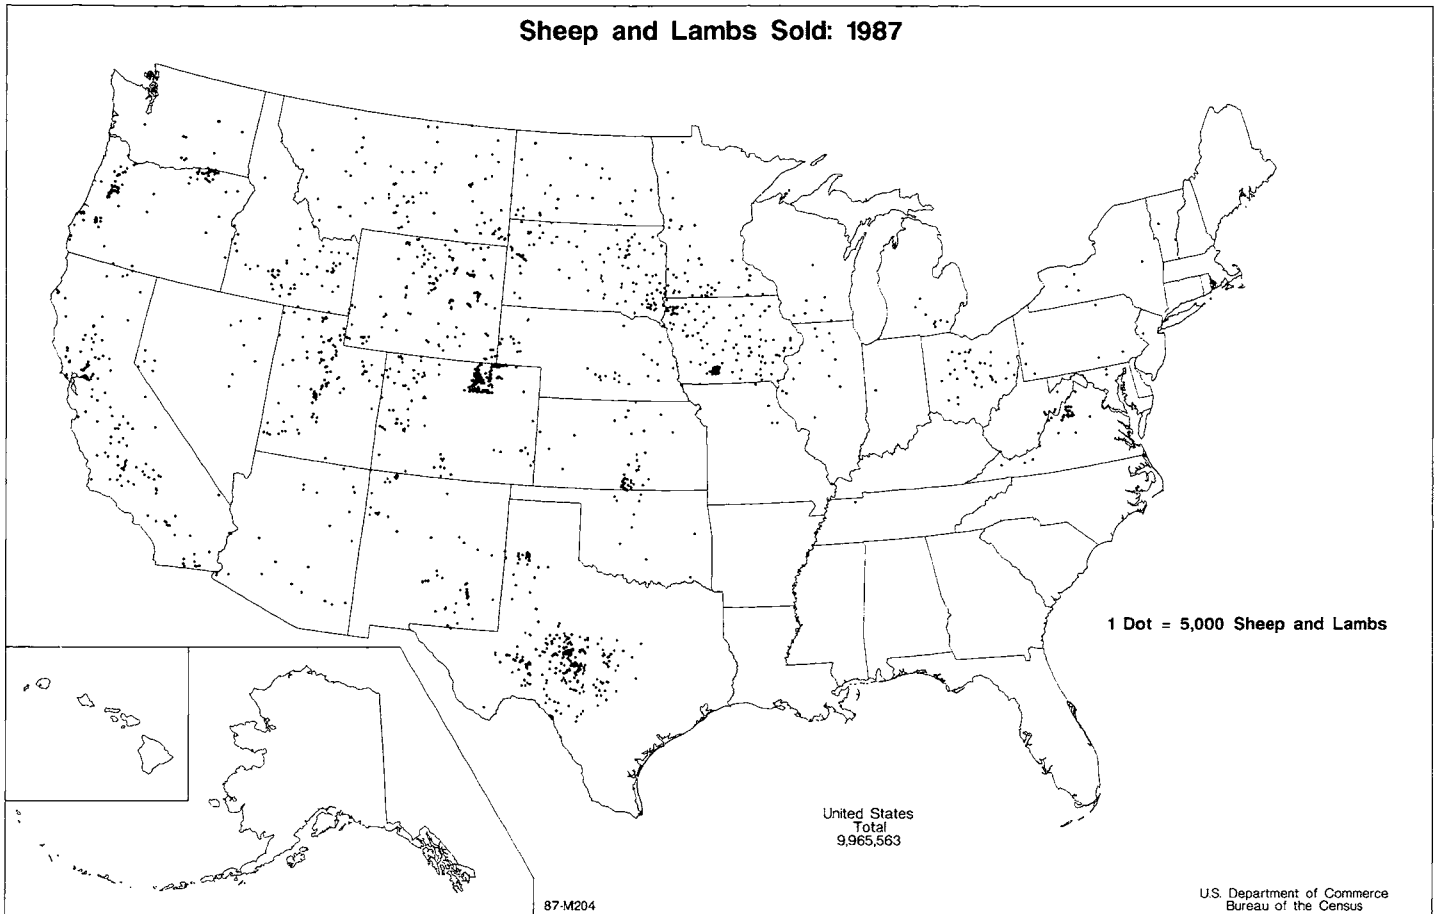 Sheep and Lambs Sold: 1987
1 Dot = 5,000 Sheep and Lambs
United States
Total
9,965,563
87-M204
U.S. Department of Commerce
Bureau of the Census